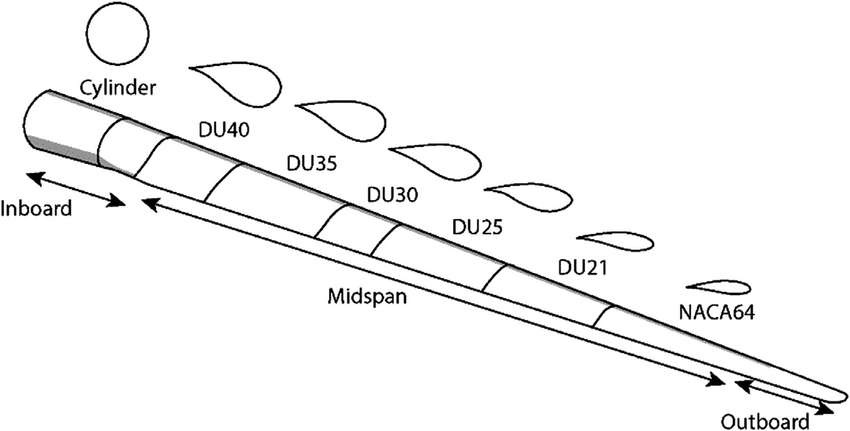 Cylinder
DU40
DU35
DU30
DU25
DU21
NACA64
Inboard
Midspan
Outboard